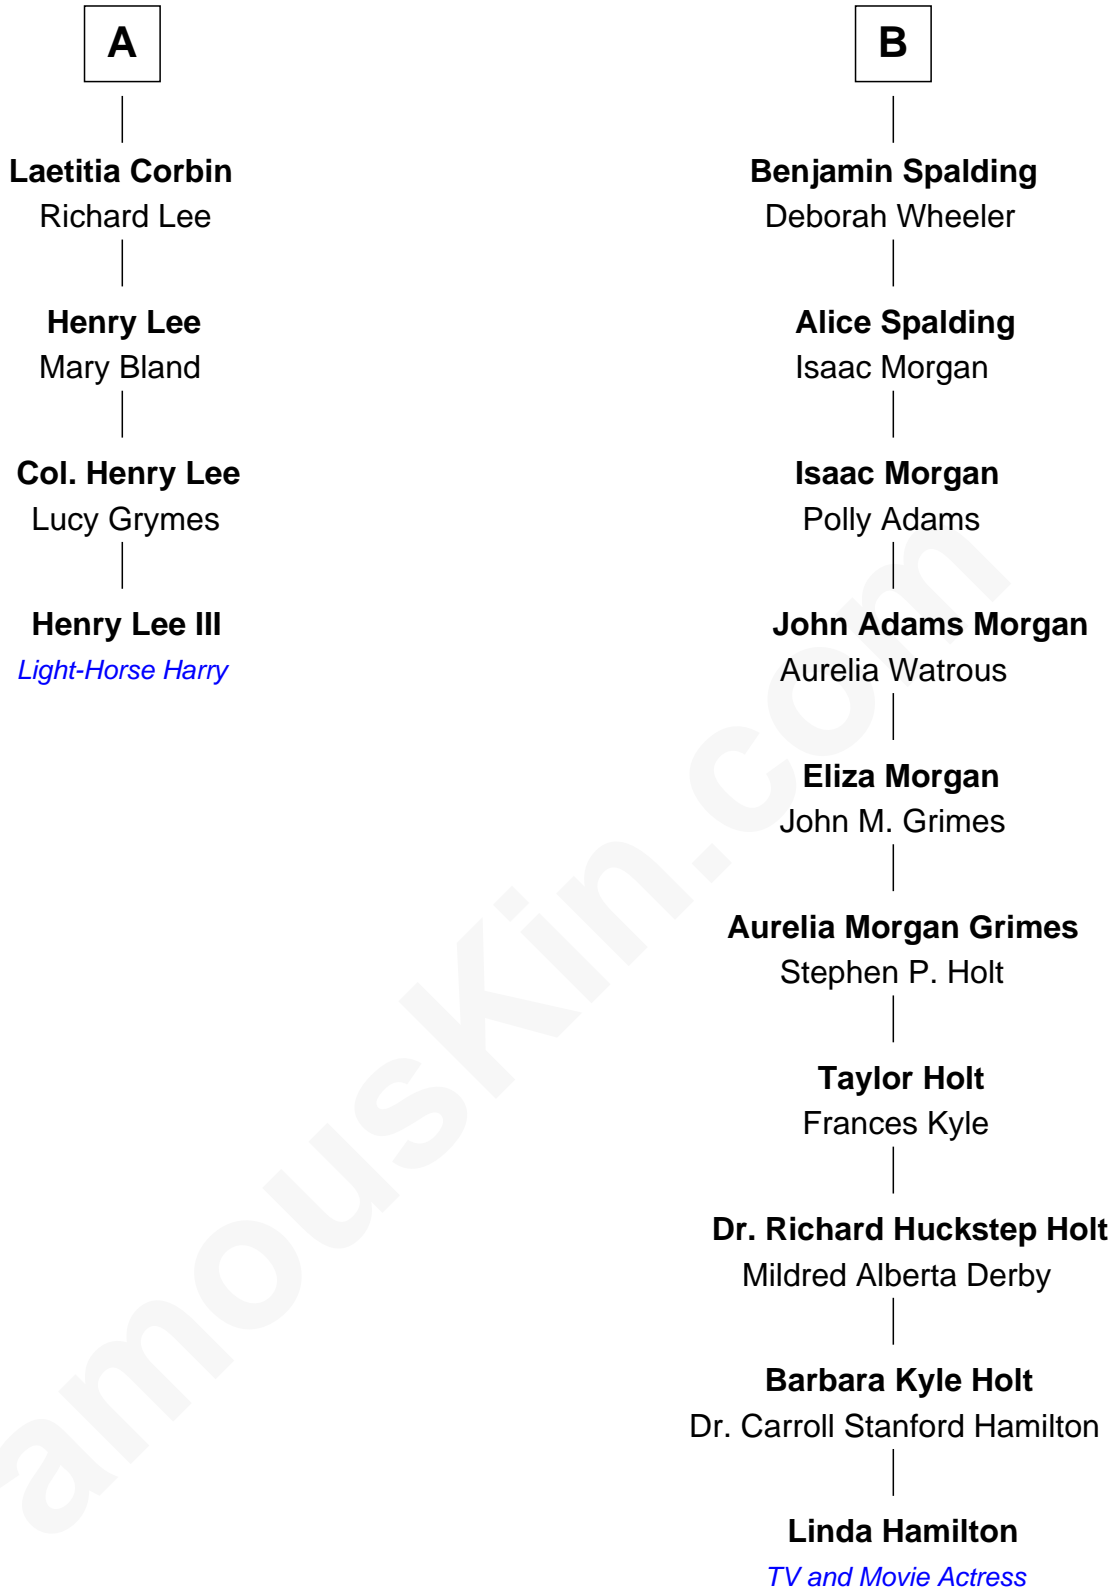 A
Laetitia Corbin
Richard Lee
Henry Lee
Mary Bland
Col. Henry Lee
Lucy Grymes
Henry Lee III
Light-Horse Harry
B
Benjamin Spalding
Deborah Wheeler
Alice Spalding
Isaac Morgan
Isaac Morgan
Polly Adams
John Adams Morgan
Aurelia Watrous
Eliza Morgan
John M. Grimes
Aurelia Morgan Grimes
Stephen P. Holt
Taylor Holt
Frances Kyle
Dr. Richard Huckstep Holt
Mildred Alberta Derby
Barbara Kyle Holt
Dr. Carroll Stanford Hamilton
Linda Hamilton
TV and Movie Actress
amousKin.com